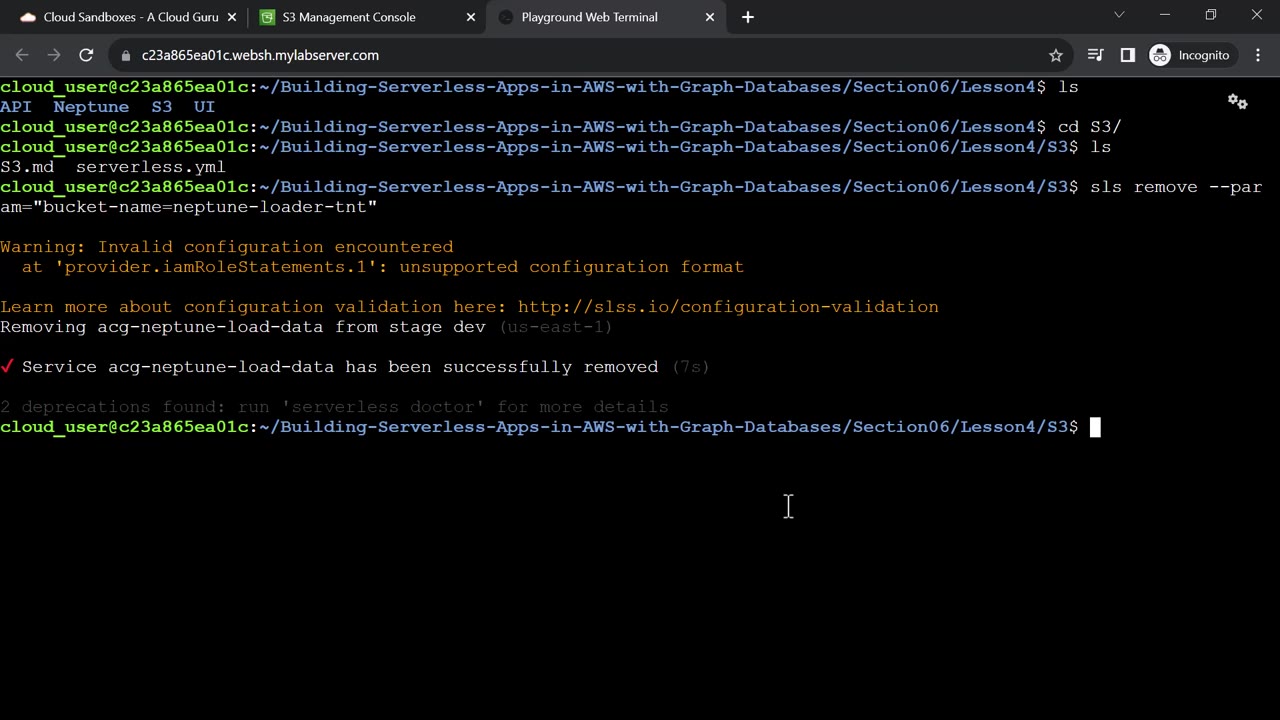 Cloud Sandboxes - A Cloud Guru
S3 Management Console
Playground Web Terminal
c23a865ea01c.websh.mylabserver.com
Incognito
cloud_user@c23a865ea01c:~/Building-Serverless-Apps-in-AWS-with-Graph-Databases/Section06/Lesson4$ ls
API  Neptune  S3  UI
cloud_user@c23a865ea01c:~/Building-Serverless-Apps-in-AWS-with-Graph-Databases/Section06/Lesson4$ cd S3/
cloud_user@c23a865ea01c:~/Building-Serverless-Apps-in-AWS-with-Graph-Databases/Section06/Lesson4/S3$ ls
S3.md  serverless.yml
cloud_user@c23a865ea01c:~/Building-Serverless-Apps-in-AWS-with-Graph-Databases/Section06/Lesson4/S3$ sls remove --par
am="bucket-name=neptune-loader-tnt"
Warning: Invalid configuration encountered
  at 'provider.iamRoleStatements.1': unsupported configuration format
Learn more about configuration validation here: http://slss.io/configuration-validation
Removing acg-neptune-load-data from stage dev (us-east-1)
✓ Service acg-neptune-load-data has been successfully removed (7s)
2 deprecations found: run 'serverless doctor' for more details
cloud_user@c23a865ea01c:~/Building-Serverless-Apps-in-AWS-with-Graph-Databases/Section06/Lesson4/S3$